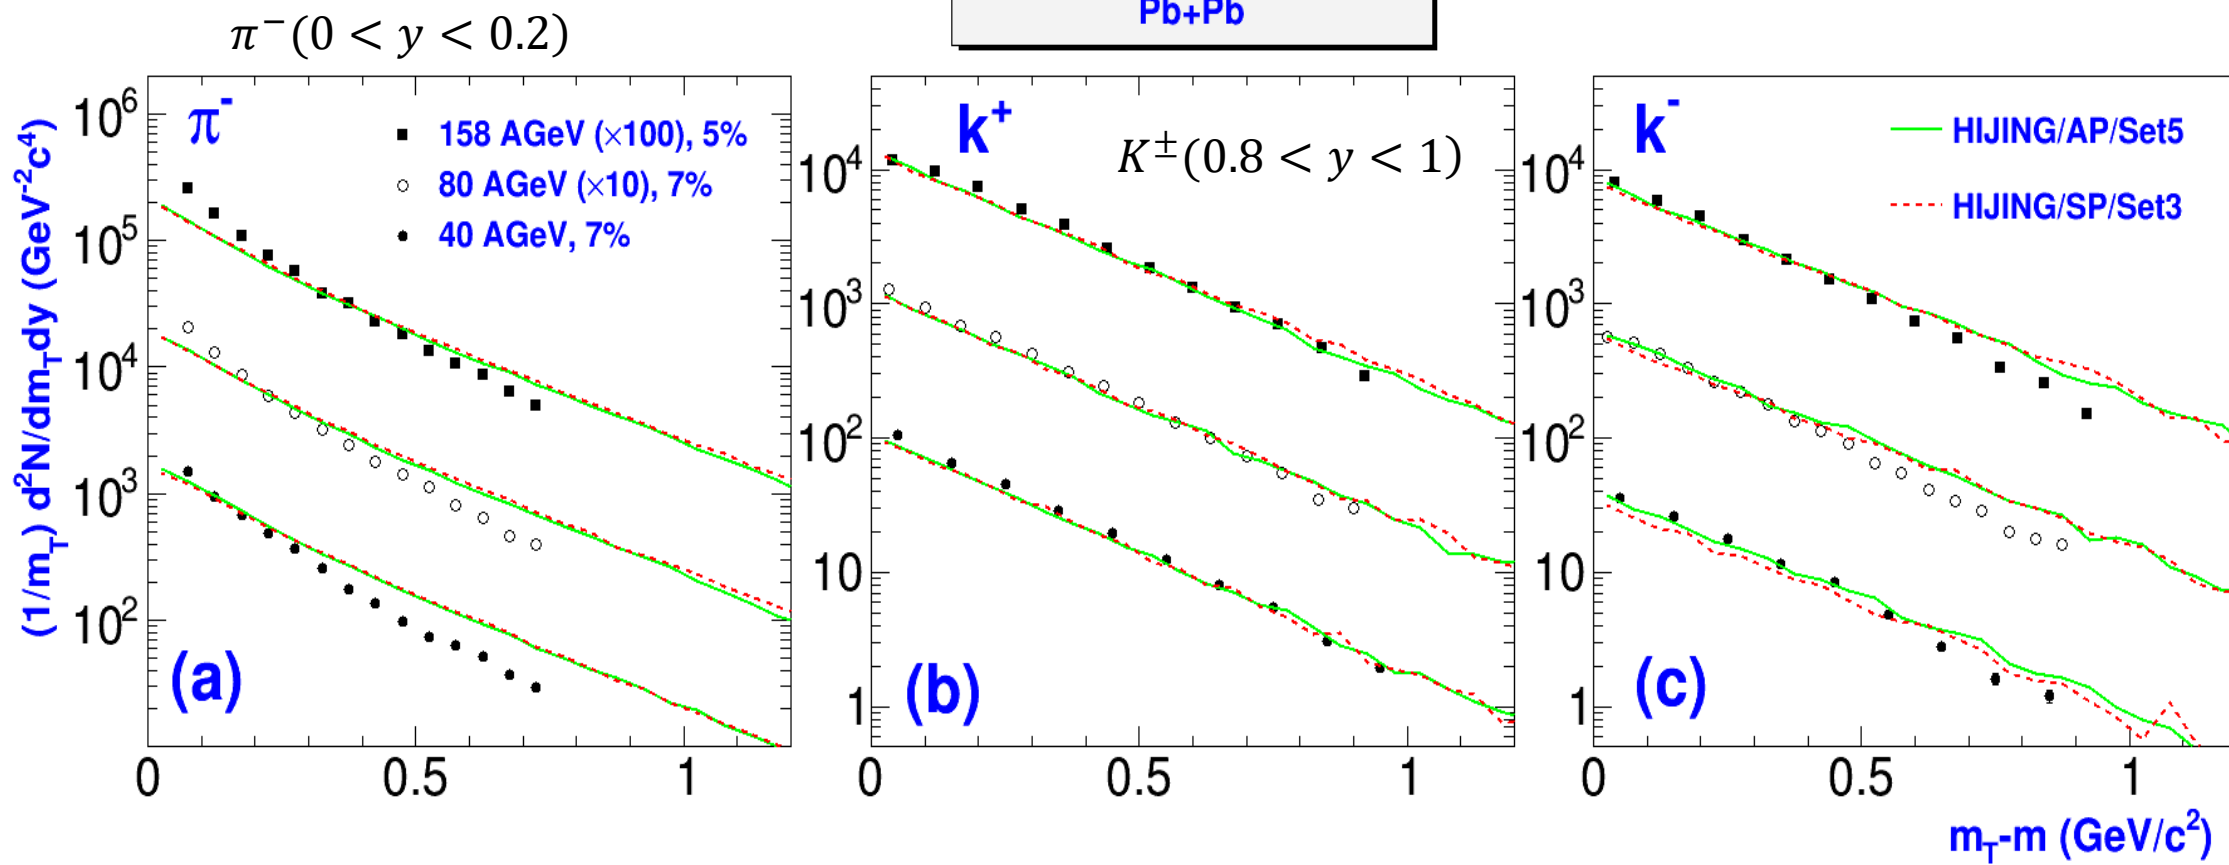 Pb+Pb
π⁻(0 < y < 0.2)
(1/m_T) d²N/dm_Tdy (GeV⁻²c⁴)
10⁶
10⁵
10⁴
10³
10²
π⁻
158 AGeV (×100), 5%
80 AGeV (×10), 7%
40 AGeV, 7%
(a)
0 0.5 1
10⁴
10³
10²
10
1
k⁺
K±(0.8 < y < 1)
(b)
0 0.5 1
10⁴
10³
10²
10
1
k⁻
HIJING/AP/Set5
HIJING/SP/Set3
(c)
0 0.5 1
m_T-m (GeV/c²)